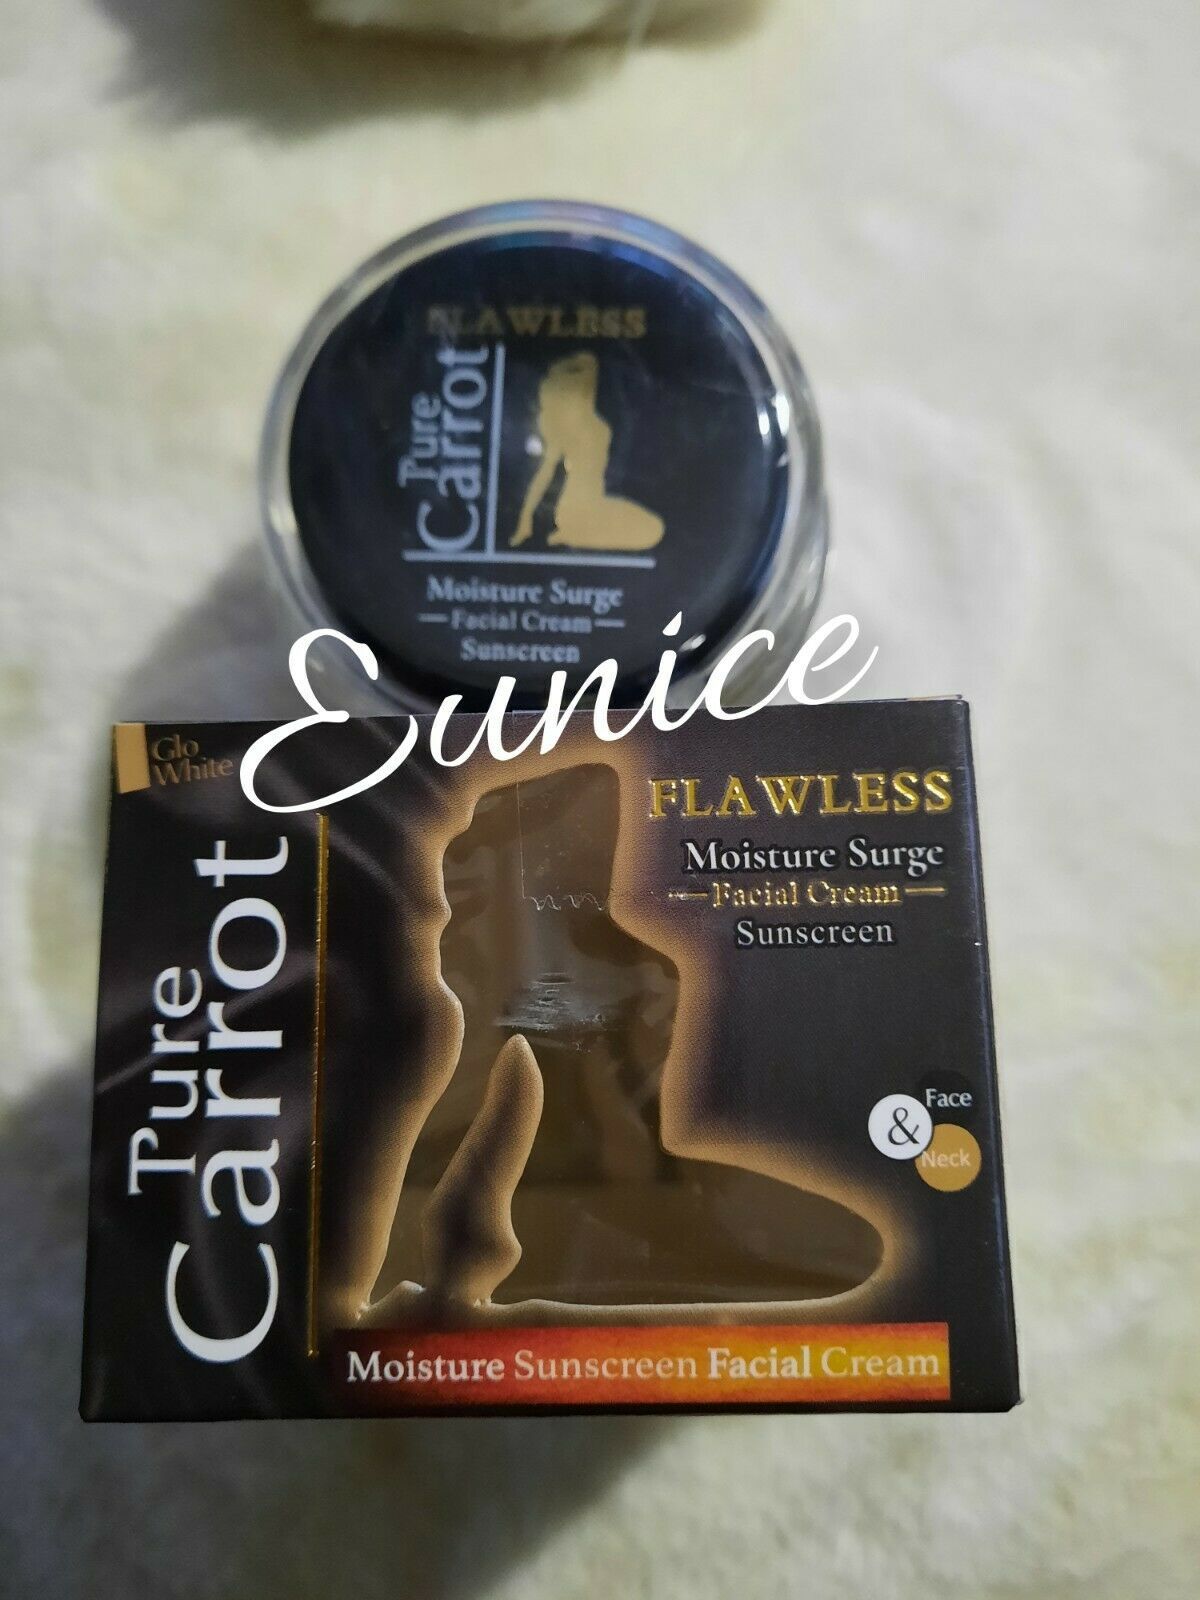 FLAWLESS
Pure
Carrot
Moisture Surge
Facial Cream
Sunscreen
Eunice
Glo
White
Pure
Carrot
FLAWLESS
Moisture Surge
Facial Cream
Sunscreen
Face
&
Neck
Moisture Sunscreen Facial Cream